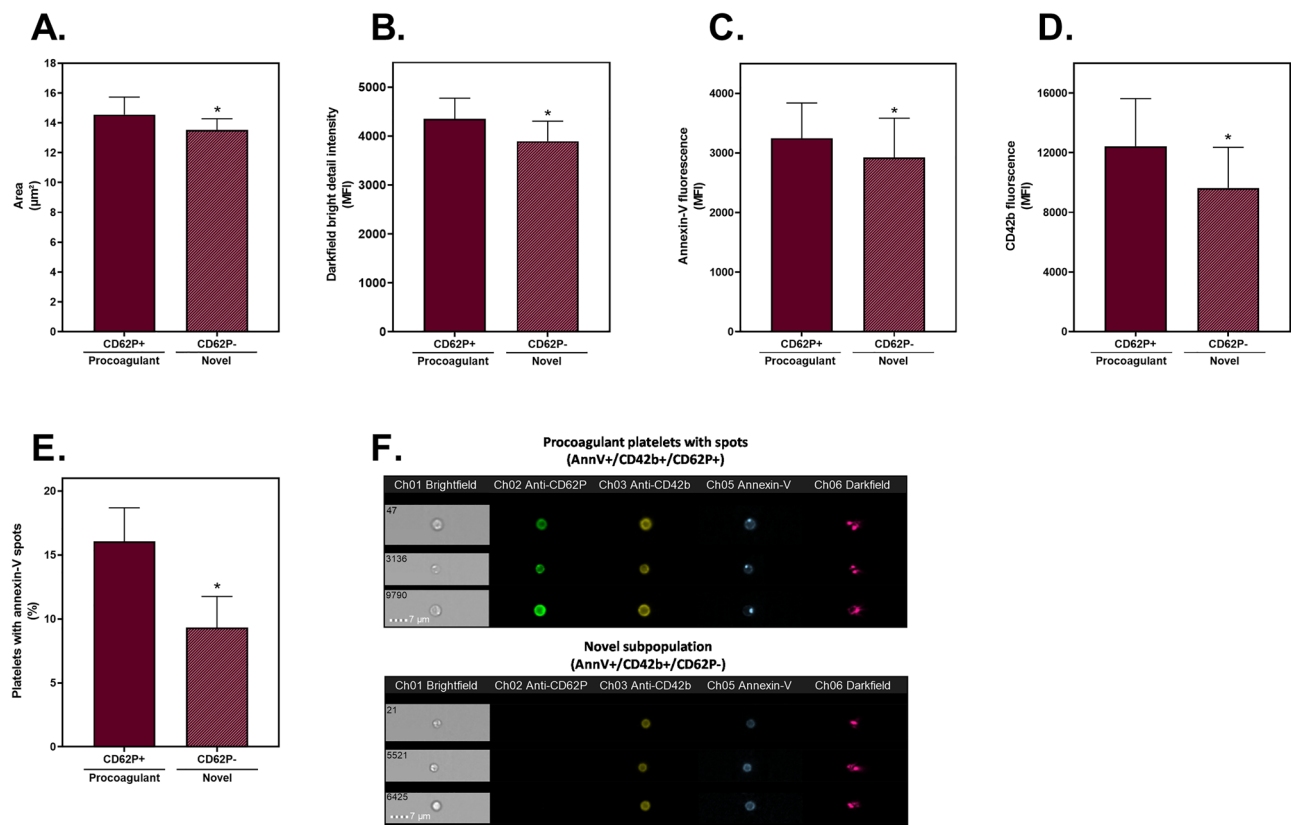 A.
18
16
14
12
10
8
6
4
2
0
Area
(µm²)
*
CD62P+
CD62P-
Procoagulant
Novel
B.
5000
4000
3000
2000
1000
0
Darkfield bright detail intensity
(MFI)
*
CD62P+
CD62P-
Procoagulant
Novel
C.
4000
3000
2000
1000
0
Annexin-V fluorescence
(MFI)
*
CD62P+
CD62P-
Procoagulant
Novel
D.
16000
12000
8000
4000
0
CD42b fluorescence
(MFI)
*
CD62P+
CD62P-
Procoagulant
Novel
E.
20
15
10
5
0
Platelets with annexin-V spots
(%)
*
CD62P+
CD62P-
Procoagulant
Novel
F.
Procoagulant platelets with spots
(AnnV+/CD42b+/CD62P+)
Ch01 Brightfield Ch02 Anti-CD62P Ch03 Anti-CD42b Ch05 Annexin-V Ch06 Darkfield
47
3136
9790
7 µm
Novel subpopulation
(AnnV+/CD42b+/CD62P-)
Ch01 Brightfield Ch02 Anti-CD62P Ch03 Anti-CD42b Ch05 Annexin-V Ch06 Darkfield
21
5521
6425
7 µm